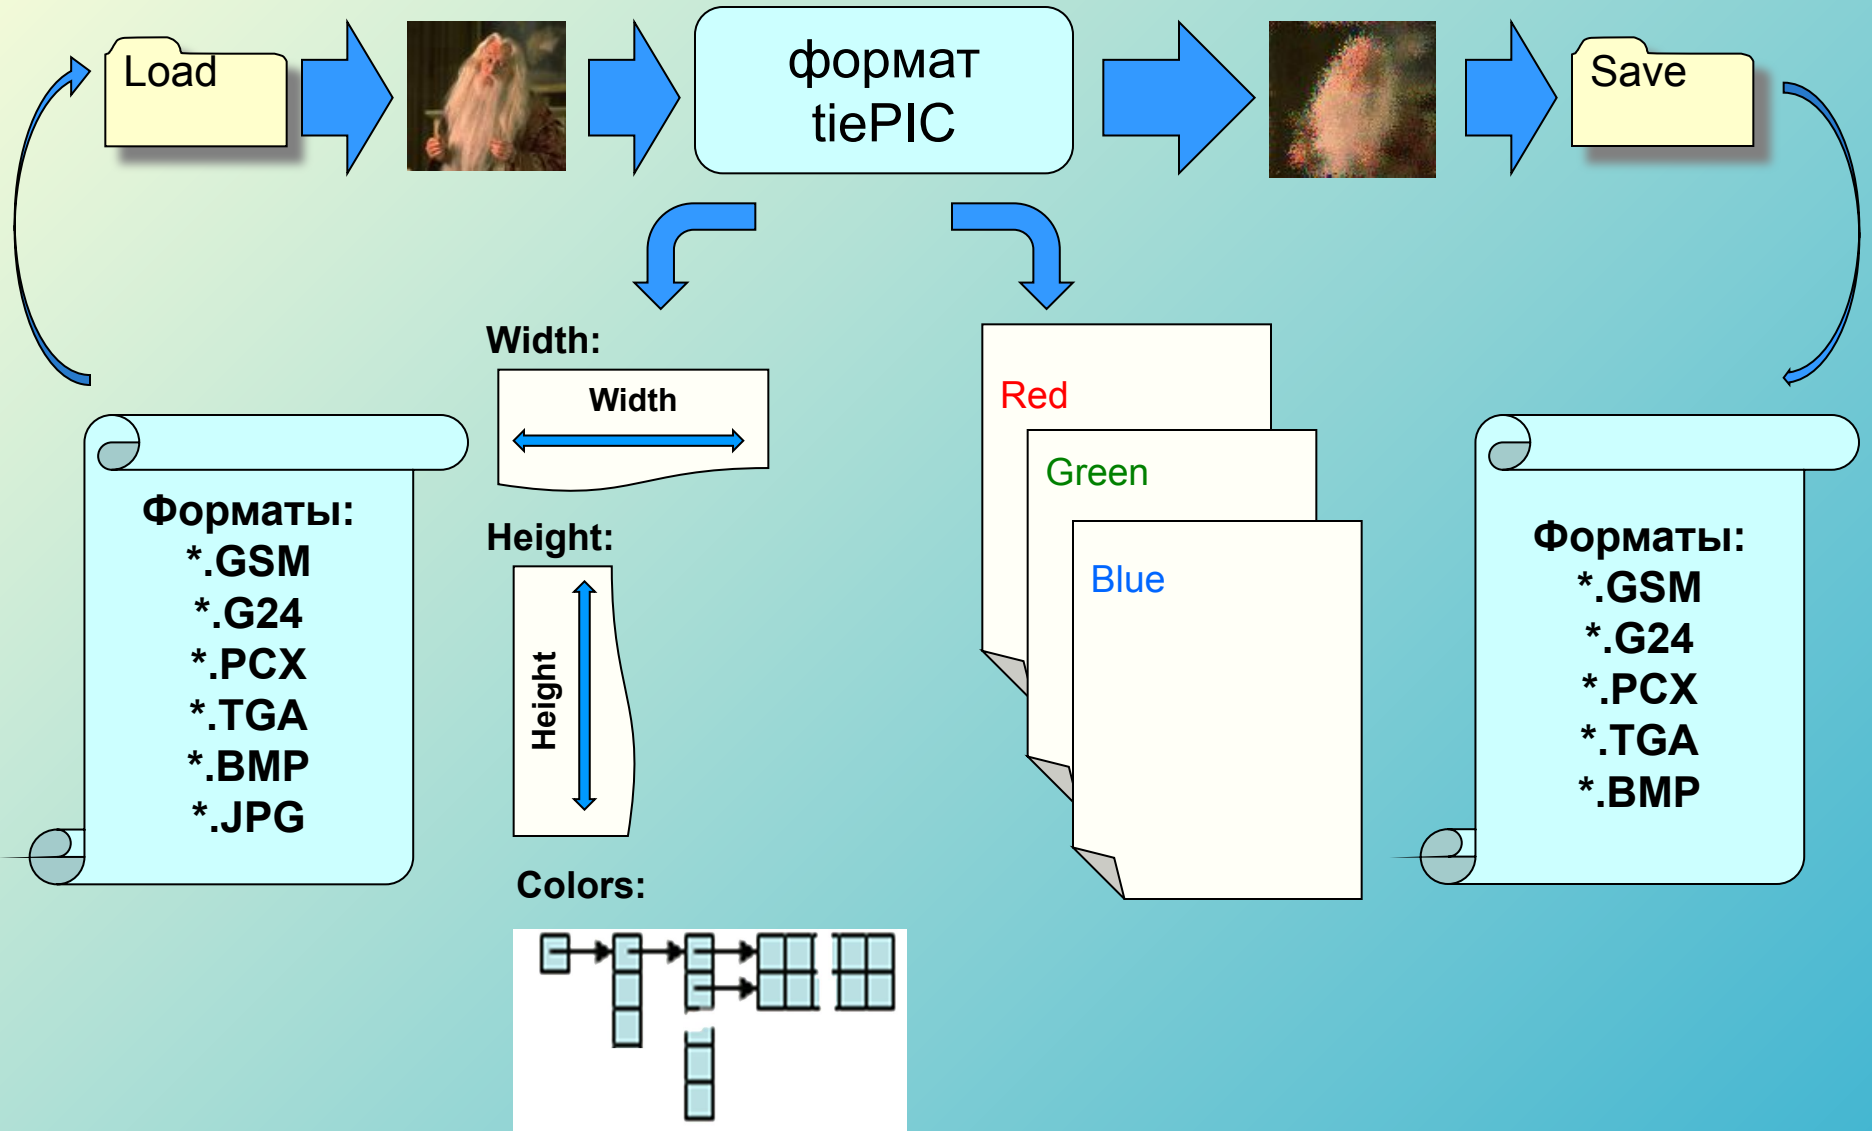 Load
формат
tiePIC
Save
Width:
Width
Height:
Height
Colors:
Red
Green
Blue
Форматы:
*.GSM
*.G24
*.PCX
*.TGA
*.BMP
*.JPG
Форматы:
*.GSM
*.G24
*.PCX
*.TGA
*.BMP